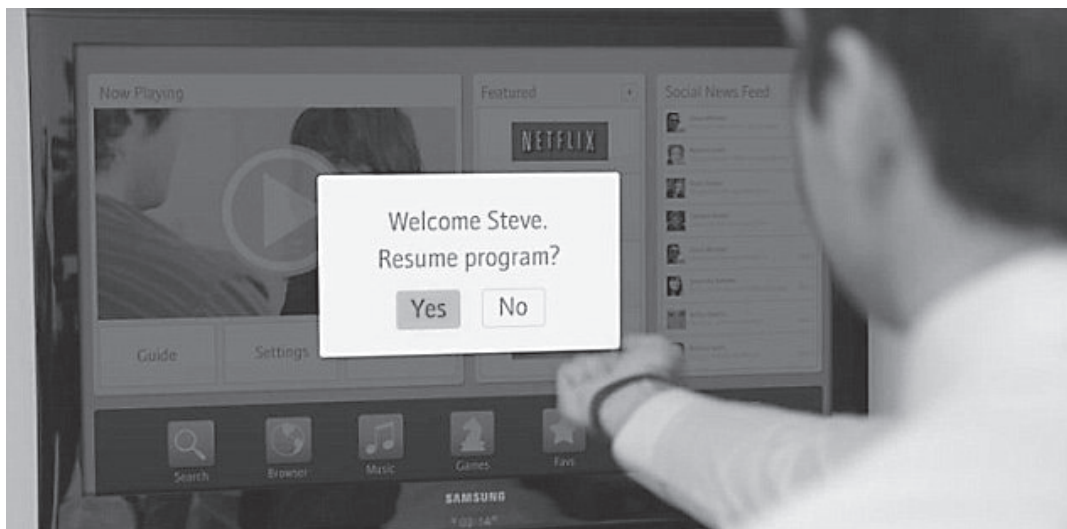 Now Playing
Featured
Social News Feed
NETFLIX
Welcome Steve.
Resume program?
Yes
No
Guide
Settings
Search
Browser
Music
Games
Favs
SAMSUNG